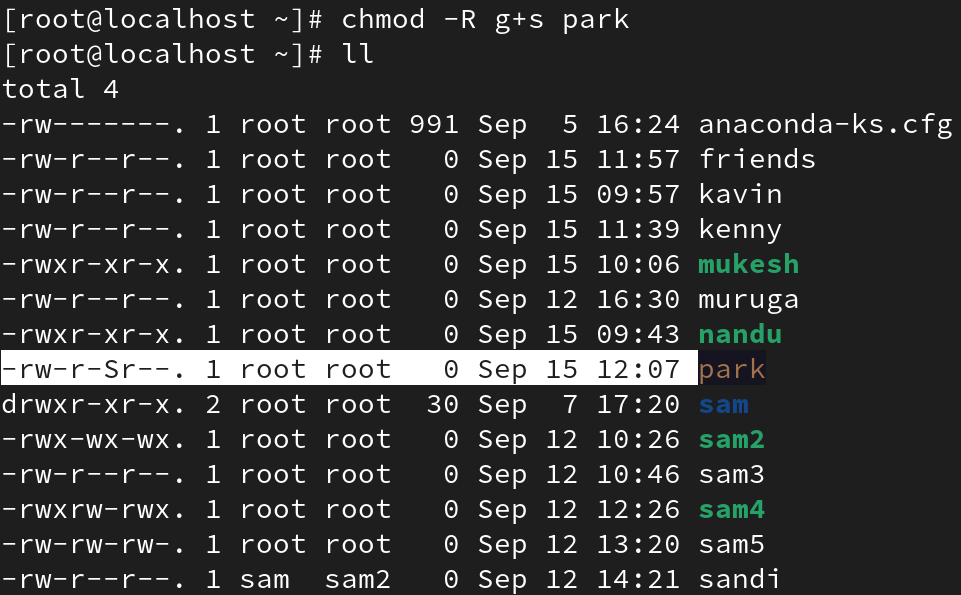 [root@localhost ~]# chmod -R g+s park
[root@localhost ~]# ll
total 4
-rw-------. 1 root root 991 Sep  5 16:24 anaconda-ks.cfg
-rw-r--r--. 1 root root   0 Sep 15 11:57 friends
-rw-r--r--. 1 root root   0 Sep 15 09:57 kavin
-rw-r--r--. 1 root root   0 Sep 15 11:39 kenny
-rwxr-xr-x. 1 root root   0 Sep 15 10:06 mukesh
-rw-r--r--. 1 root root   0 Sep 12 16:30 muruga
-rwxr-xr-x. 1 root root   0 Sep 15 09:43 nandu
-rw-r-Sr--. 1 root root   0 Sep 15 12:07 park
drwxr-xr-x. 2 root root  30 Sep  7 17:20 sam
-rwx-wx-wx. 1 root root   0 Sep 12 10:26 sam2
-rw-r--r--. 1 root root   0 Sep 12 10:46 sam3
-rwxrw-rwx. 1 root root   0 Sep 12 12:26 sam4
-rw-rw-rw-. 1 root root   0 Sep 12 13:20 sam5
-rw-r--r--. 1 sam  sam2   0 Sep 12 14:21 sandi